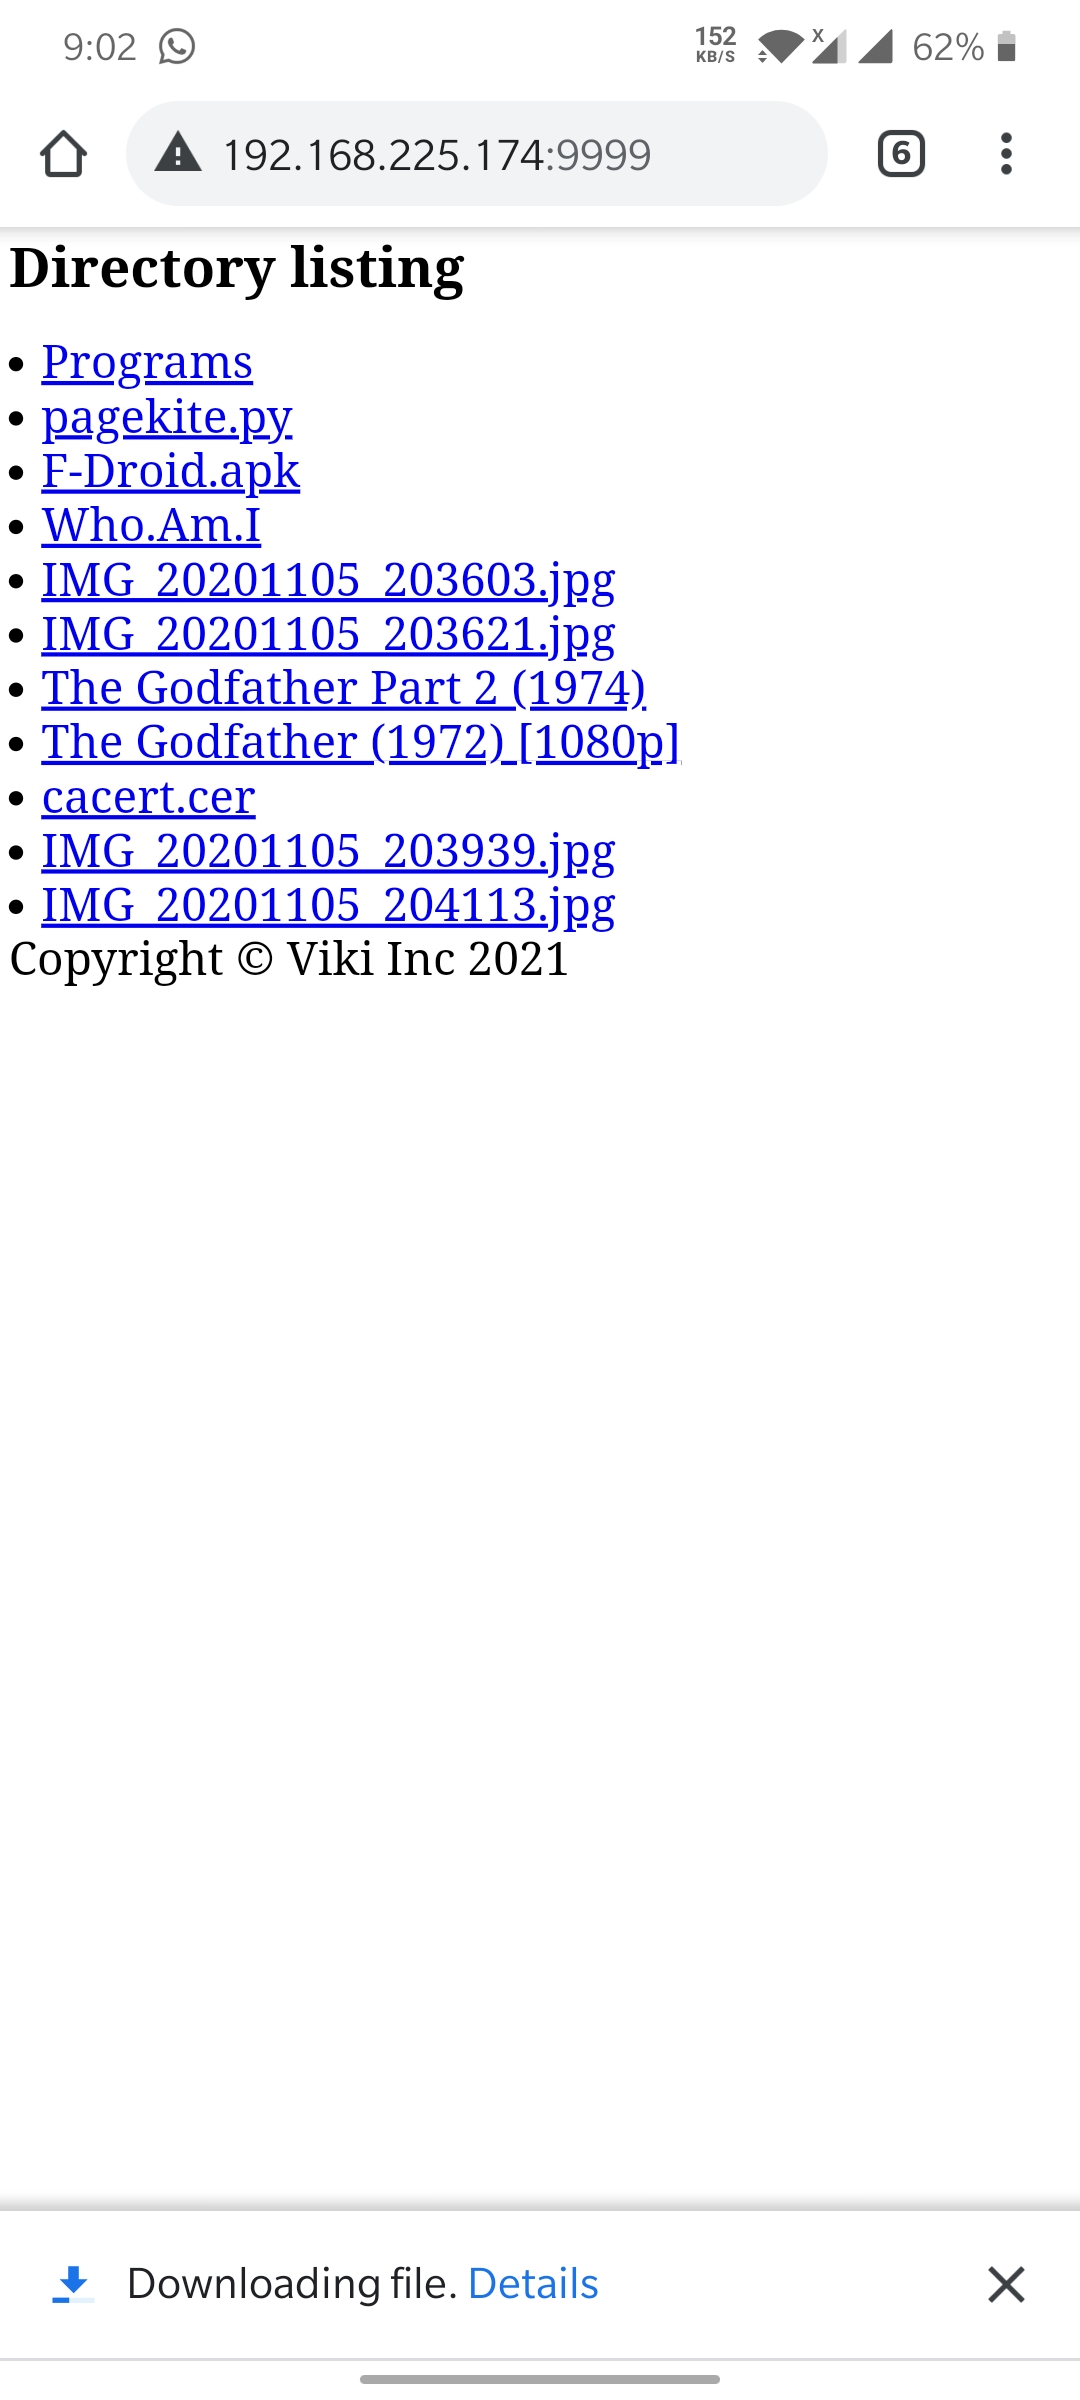 9:02 152 KB/S X 62%
192.168.225.174:9999 6
Directory listing
Programs
pagekite.py
F-Droid.apk
Who.Am.I
IMG_20201105_203603.jpg
IMG_20201105_203621.jpg
The Godfather Part 2 (1974)
The Godfather (1972) [1080p]
cacert.cer
IMG_20201105_203939.jpg
IMG_20201105_204113.jpg
Copyright © Viki Inc 2021
Downloading file. Details